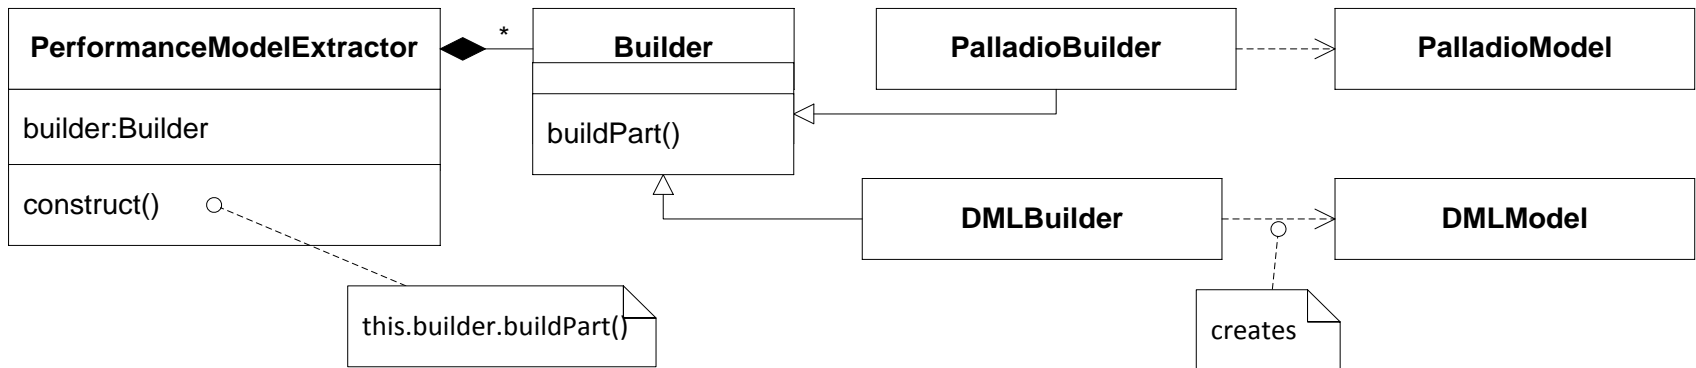 PerformanceModelExtractor
builder:Builder
construct()
*
Builder
buildPart()
PalladioBuilder
PalladioModel
DMLBuilder
DMLModel
this.builder.buildPart()
creates